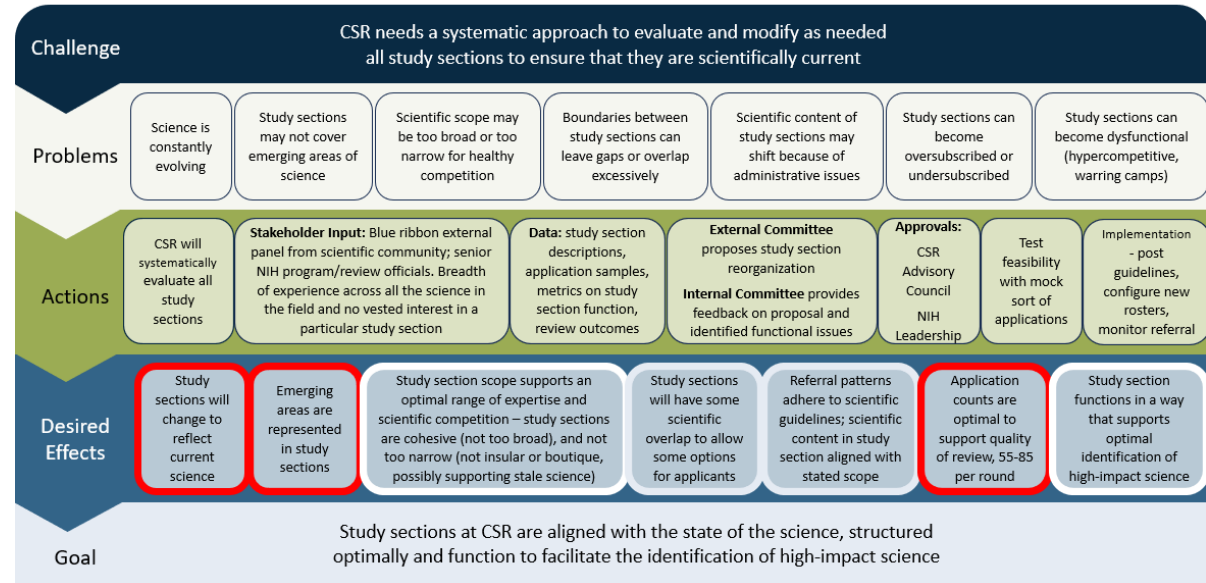 Challenge
CSR needs a systematic approach to evaluate and modify as needed
all study sections to ensure that they are scientifically current
Problems
Science is
constantly
evolving
Study sections
may not cover
emerging areas of
science
Scientific scope may
be too broad or too
narrow for healthy
competition
Boundaries between
study sections can
leave gaps or overlap
excessively
Scientific content of
study sections may
shift because of
administrative issues
Study sections can
become
oversubscribed or
undersubscribed
Study sections can
become dysfunctional
(hypercompetitive,
warring camps)
Actions
CSR will
systematically
evaluate all
study
sections
Stakeholder Input: Blue ribbon external
panel from scientific community; senior
NIH program/review officials. Breadth
of experience across all the science in
the field and no vested interest in a
particular study section
Data: study section
descriptions,
application samples,
metrics on study
section function,
review outcomes
External Committee
proposes study section
reorganization
Internal Committee provides
feedback on proposal and
identified functional issues
Approvals:
CSR
Advisory
Council
NIH
Leadership
Test
feasibility
with mock
sort of
applications
Implementation
- post
guidelines,
configure new
rosters,
monitor referral
Desired
Effects
Study
sections will
change to
reflect
current
science
Emerging
areas are
represented
in study
sections
Study section scope supports an
optimal range of expertise and
scientific competition – study sections
are cohesive (not too broad), and not
too narrow (not insular or boutique,
possibly supporting stale science)
Study sections
will have some
scientific
overlap to allow
some options
for applicants
Referral patterns
adhere to scientific
guidelines; scientific
content in study
section aligned with
stated scope
Application
counts are
optimal to
support quality
of review, 55-85
per round
Study section
functions in a way
that supports
optimal
identification of
high-impact science
Goal
Study sections at CSR are aligned with the state of the science, structured
optimally and function to facilitate the identification of high-impact science